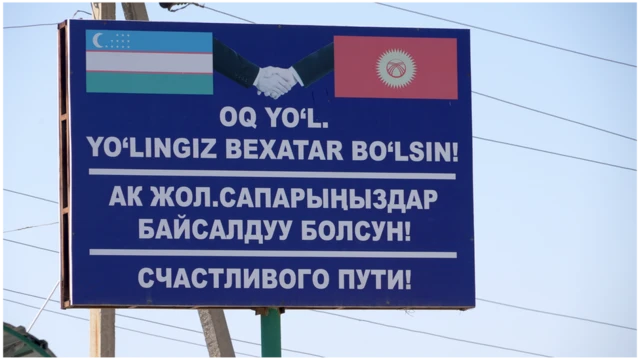 OQ YO‘L.
YO‘LINGIZ BEXATAR BO‘LSIN!
АК ЖОЛ.САПАРЫҢЫЗДАР
БАЙСАЛДУУ БОЛСУН!
СЧАСТЛИВОГО ПУТИ!